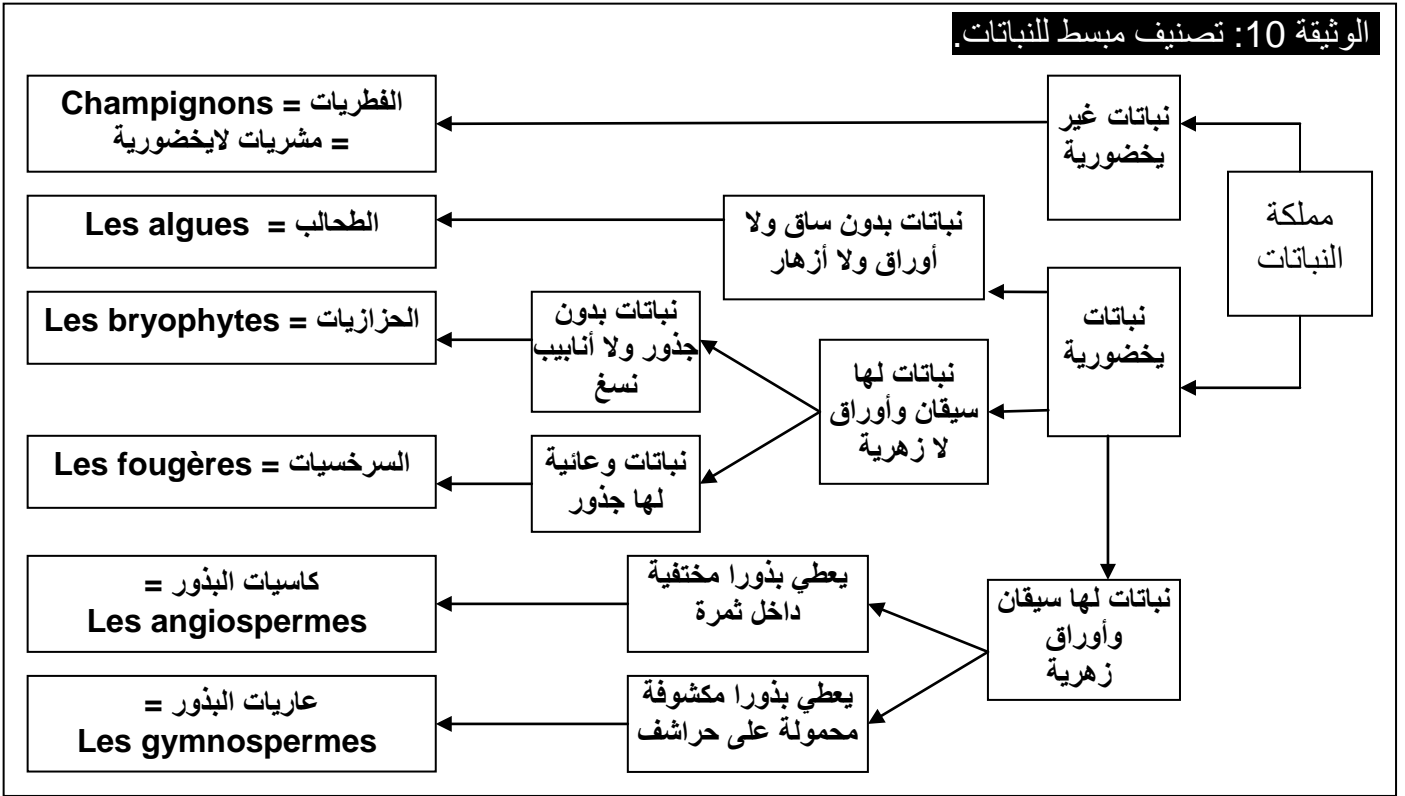 الوثيقة 10: تصنيف مبسط للنباتات.
مملكة
النباتات
نباتات غير
يخضورية
الفطريات = Champignons
= مشريات لايخضورية
نباتات
يخضورية
نباتات بدون ساق ولا
أوراق ولا أزهار
الطحالب = Les algues
نباتات لها
سيقان وأوراق
لا زهرية
نباتات بدون
جذور ولا أنابيب
نسغ
الحزازيات = Les bryophytes
نباتات وعائية
لها جذور
السرخسيات = Les fougères
نباتات لها سيقان
وأوراق
زهرية
يعطي بذورا مختفية
داخل ثمرة
كاسيات البذور =
Les angiospermes
يعطي بذورا مكشوفة
محمولة على حراشف
عاريات البذور =
Les gymnospermes